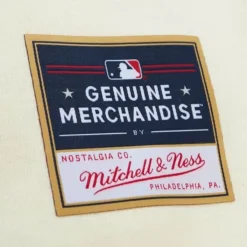 GENUINE
MERCHANDISE
BY
NOSTALGIA CO.
Mitchell & Ness
PHILADELPHIA, PA.